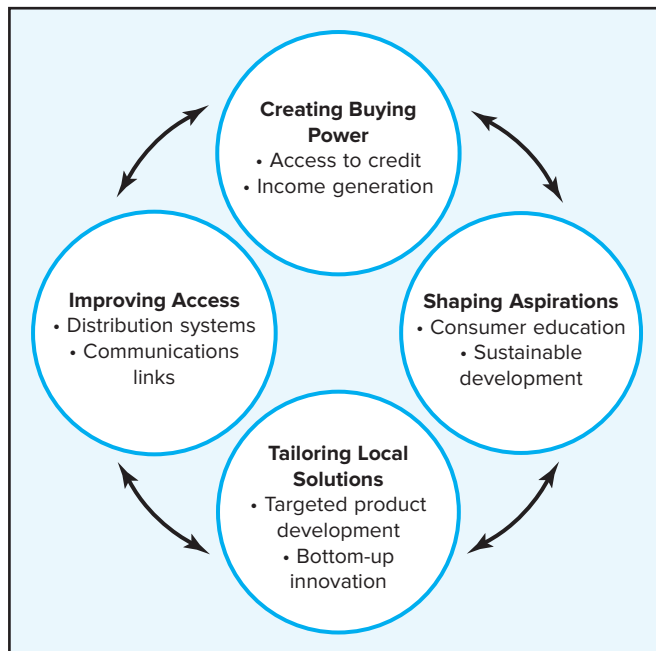 Creating Buying
Power
• Access to credit
• Income generation
Improving Access
• Distribution systems
• Communications
links
Shaping Aspirations
• Consumer education
• Sustainable
development
Tailoring Local
Solutions
• Targeted product
development
• Bottom-up
innovation